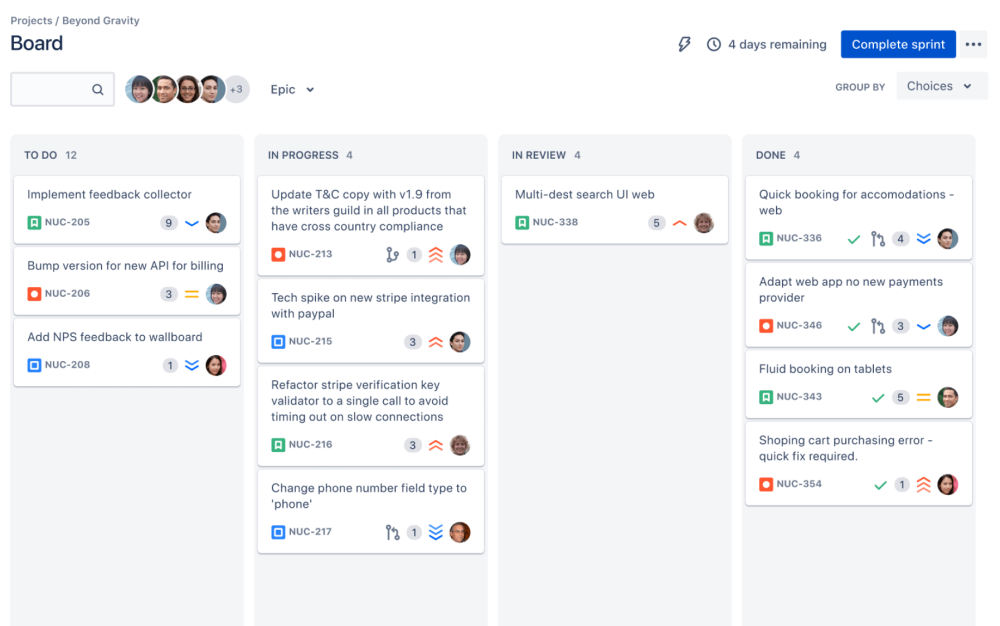 Projects / Beyond Gravity
Board
4 days remaining
Complete sprint
+3
Epic
GROUP BY
Choices
TO DO 12
Implement feedback collector
NUC-205
9
Bump version for new API for billing
NUC-206
3
Add NPS feedback to wallboard
NUC-208
1
IN PROGRESS 4
Update T&C copy with v1.9 from
the writers guild in all products that
have cross country compliance
NUC-213
1
Tech spike on new stripe integration
with paypal
NUC-215
3
Refactor stripe verification key
validator to a single call to avoid
timing out on slow connections
NUC-216
3
Change phone number field type to
'phone'
NUC-217
1
IN REVIEW 4
Multi-dest search UI web
NUC-338
5
DONE 4
Quick booking for accomodations -
web
NUC-336
4
Adapt web app no new payments
provider
NUC-346
3
Fluid booking on tablets
NUC-343
5
Shoping cart purchasing error -
quick fix required.
NUC-354
1